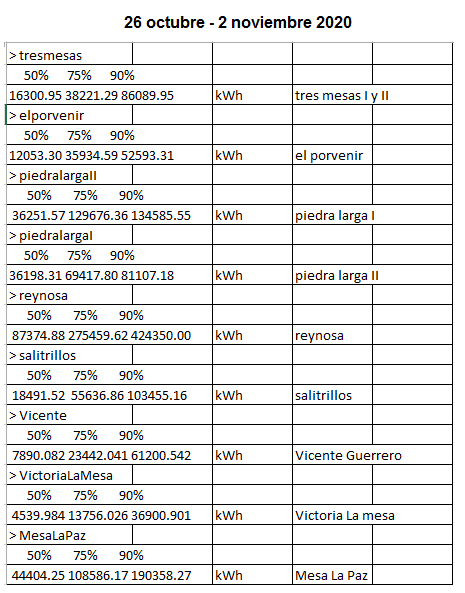 26 octubre - 2 noviembre 2020
> tresmesas
50% 75% 90%
16300.95 38221.29 86089.95 kWh tres mesas I y II
> elporvenir
50% 75% 90%
12053.30 35934.59 52593.31 kWh el porvenir
> piedralargaII
50% 75% 90%
36251.57 129676.36 134585.55 kWh piedra larga I
> piedralargaI
50% 75% 90%
36198.31 69417.80 81107.18 kWh piedra larga II
> reynosa
50% 75% 90%
87374.88 275459.62 424350.00 kWh reynosa
> salitrillos
50% 75% 90%
18491.52 55636.86 103455.16 kWh salitrillos
> Vicente
50% 75% 90%
7890.082 23442.041 61200.542 kWh Vicente Guerrero
> VictoriaLaMesa
50% 75% 90%
4539.984 13756.026 36900.901 kWh Victoria La mesa
> MesaLaPaz
50% 75% 90%
44404.25 108586.17 190358.27 kWh Mesa La Paz